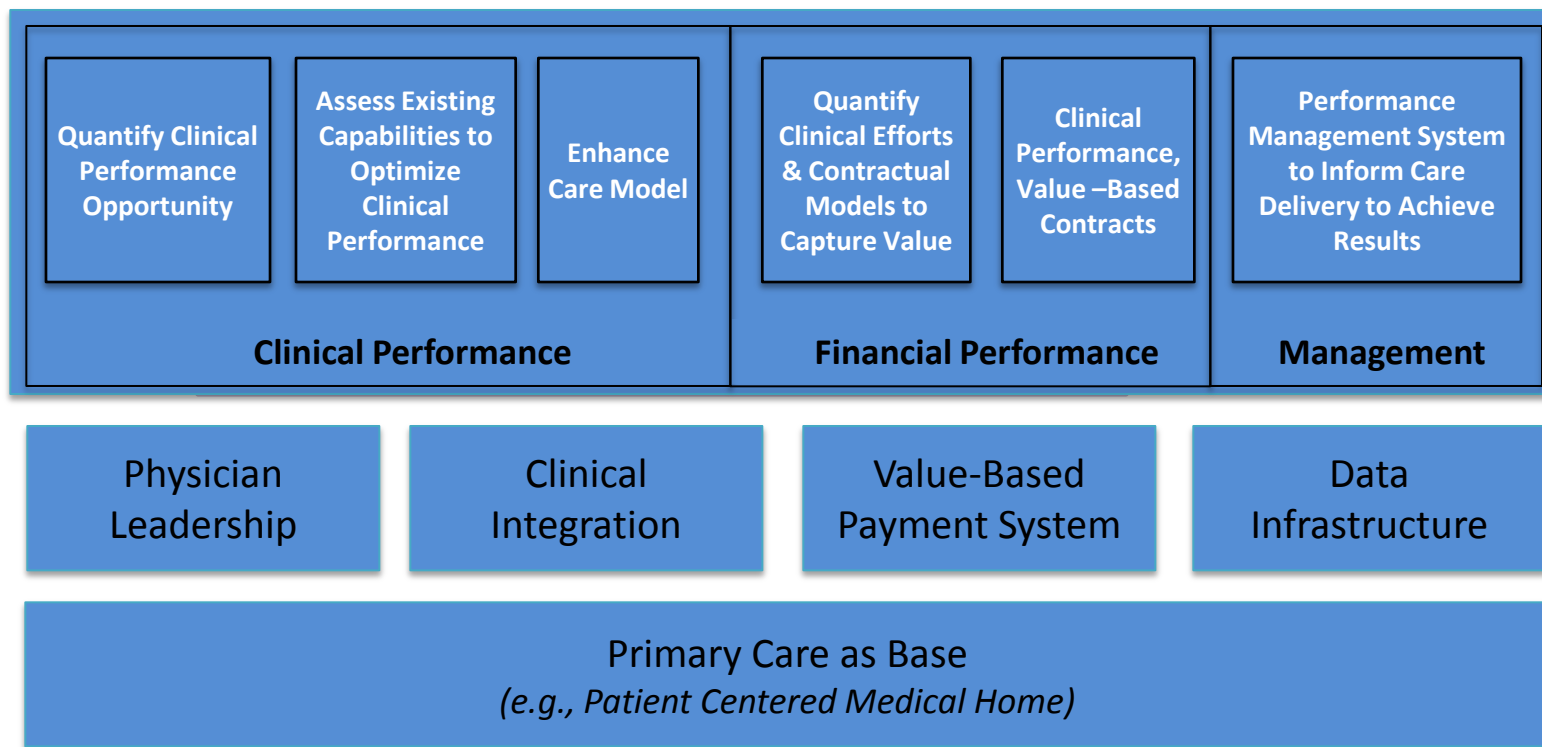 Quantify Clinical
Performance
Opportunity
Assess Existing
Capabilities to
Optimize
Clinical
Performance
Enhance
Care Model
Quantify
Clinical Efforts
& Contractual
Models to
Capture Value
Clinical
Performance,
Value –Based
Contracts
Performance
Management System
to Inform Care
Delivery to Achieve
Results
Clinical Performance
Financial Performance
Management
Physician
Leadership
Clinical
Integration
Value-Based
Payment System
Data
Infrastructure
Primary Care as Base
(e.g., Patient Centered Medical Home)